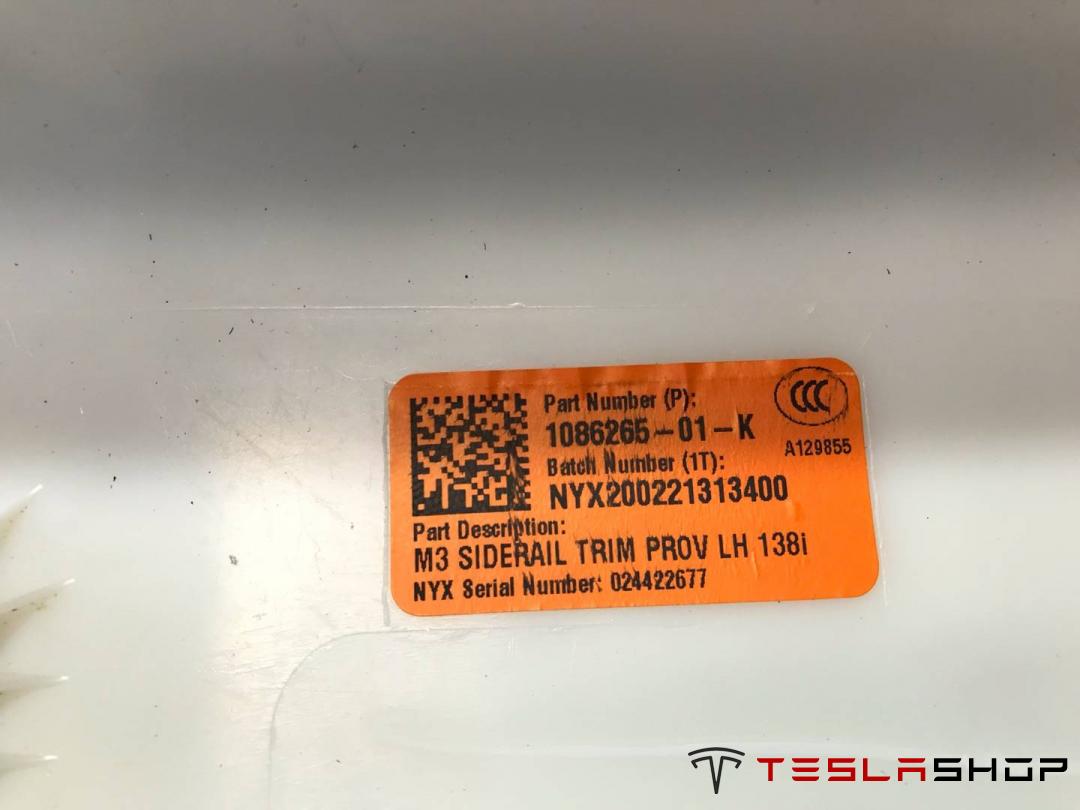 Part Number (P):
1086265-01-K
CCC
A129855
Batch Number (1T):
NYX200221313400
Part Description:
M3 SIDERAIL TRIM PROV LH 138i
NYX Serial Number: 024422677
TESLASHOP